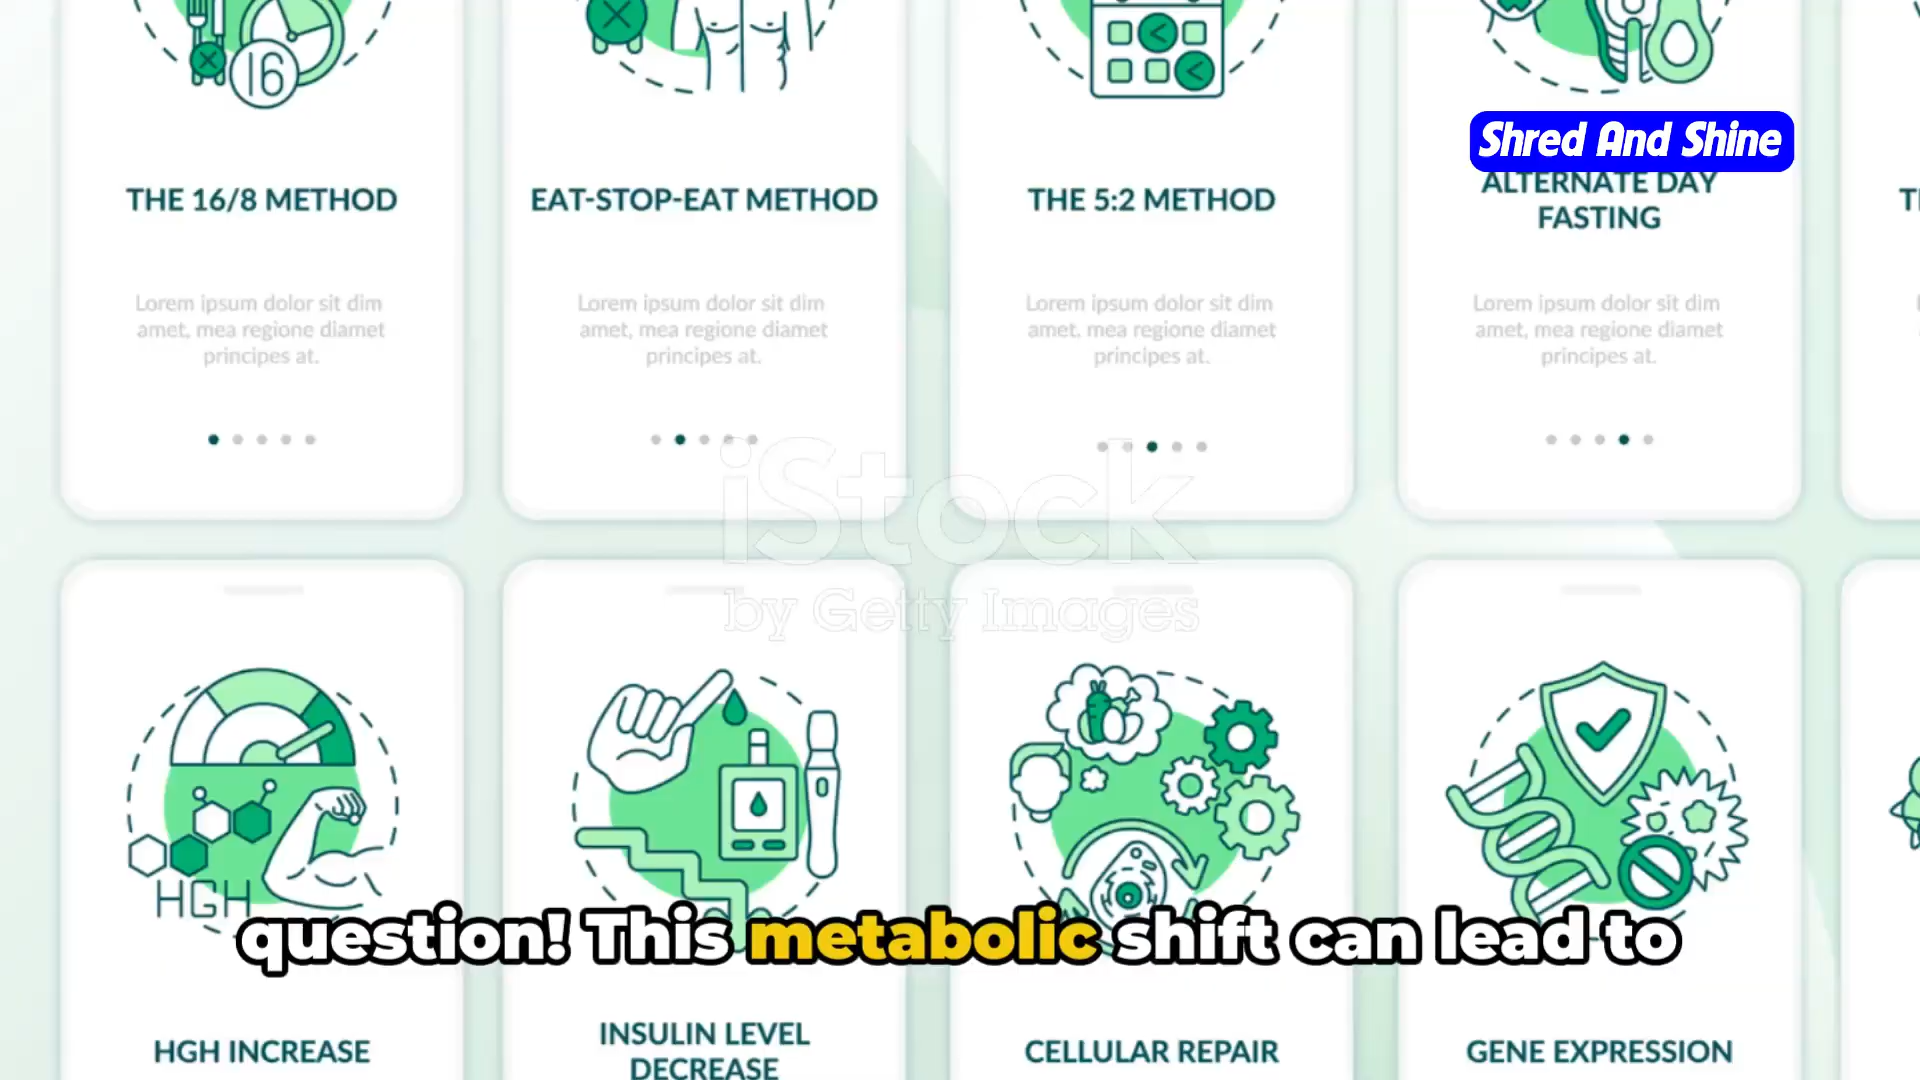 16
Shred And Shine
THE 16/8 METHOD
EAT-STOP-EAT METHOD
THE 5:2 METHOD
ALTERNATE DAY
FASTING
Lorem ipsum dolor sit dim
amet, mea regione diamet
principes at.
Lorem ipsum dolor sit dim
amet, mea regione diamet
principes at.
Lorem ipsum dolor sit dim
amet, mea regione diamet
principes at.
Lorem ipsum dolor sit dim
amet, mea regione diamet
principes at.
iStock
by Getty Images
HGH
question! This metabolic shift can lead to
HGH INCREASE
INSULIN LEVEL
DECREASE
CELLULAR REPAIR
GENE EXPRESSION